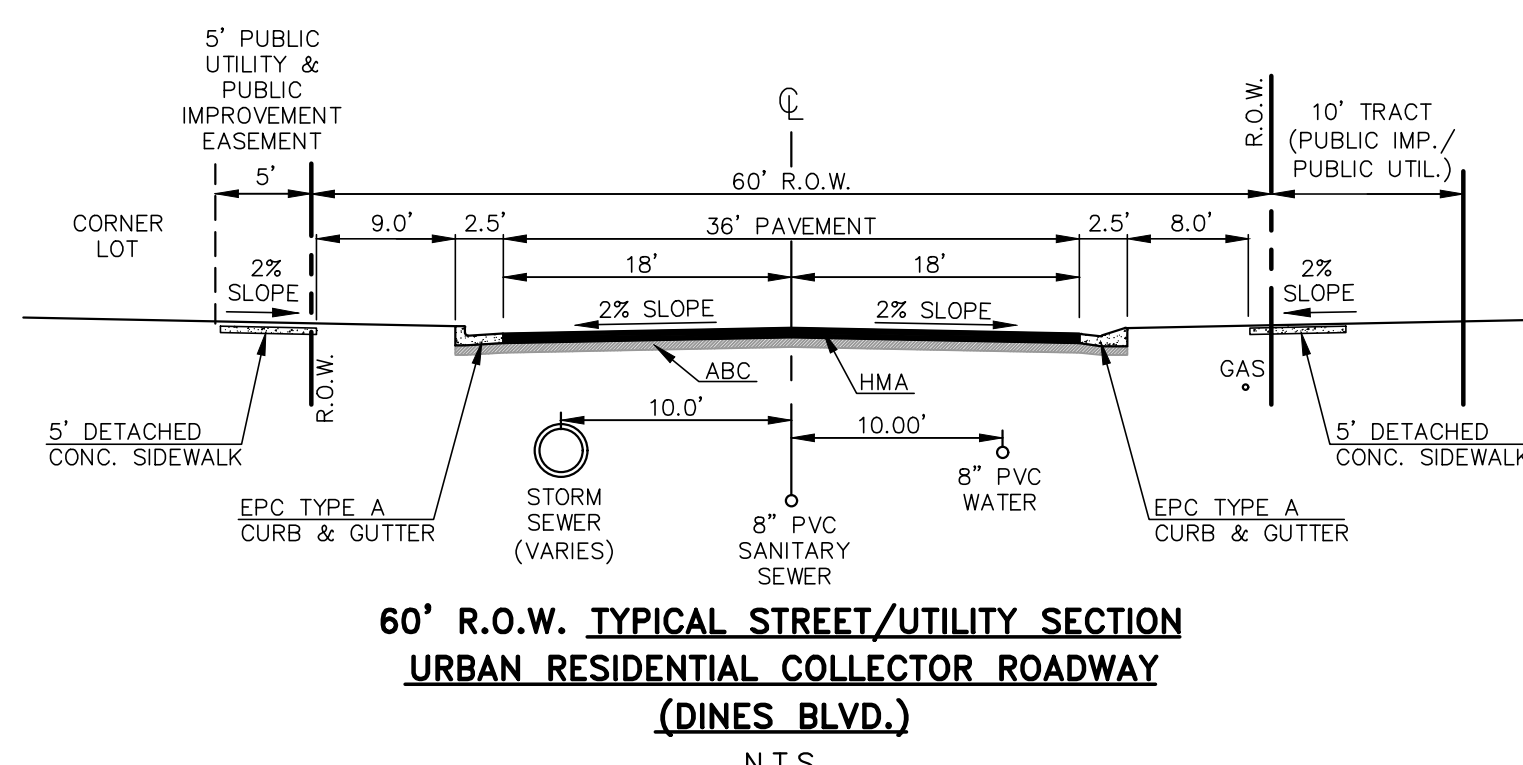 5' PUBLIC
UTILITY &
PUBLIC
IMPROVEMENT
EASEMENT
5'
CORNER
LOT
2%
SLOPE
R.O.W.
5' DETACHED
CONC. SIDEWALK
℄
60' R.O.W.
9.0'
2.5'
36' PAVEMENT
2.5'
8.0'
18'
18'
2% SLOPE
2% SLOPE
ABC
HMA
10.0'
10.00'
EPC TYPE A
CURB & GUTTER
STORM
SEWER
(VARIES)
8" PVC
SANITARY
SEWER
8" PVC
WATER
R.O.W.
10' TRACT
(PUBLIC IMP./
PUBLIC UTIL.)
2%
SLOPE
GAS
5' DETACHED
CONC. SIDEWALK
EPC TYPE A
CURB & GUTTER
60' R.O.W. TYPICAL STREET/UTILITY SECTION
URBAN RESIDENTIAL COLLECTOR ROADWAY
(DINES BLVD.)
N.T.S.